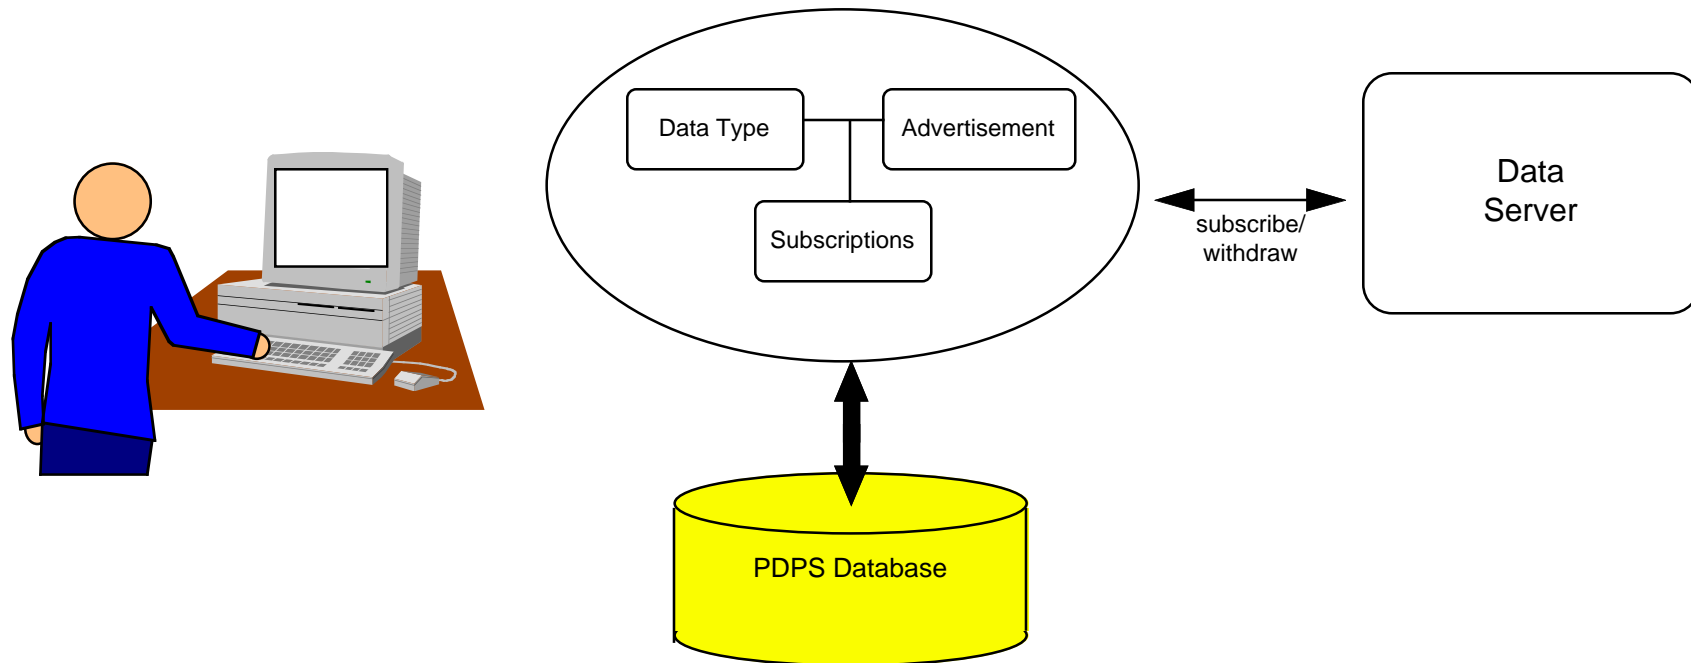 Data Type
Advertisement
Subscriptions
subscribe/
withdraw
Data
Server
PDPS Database